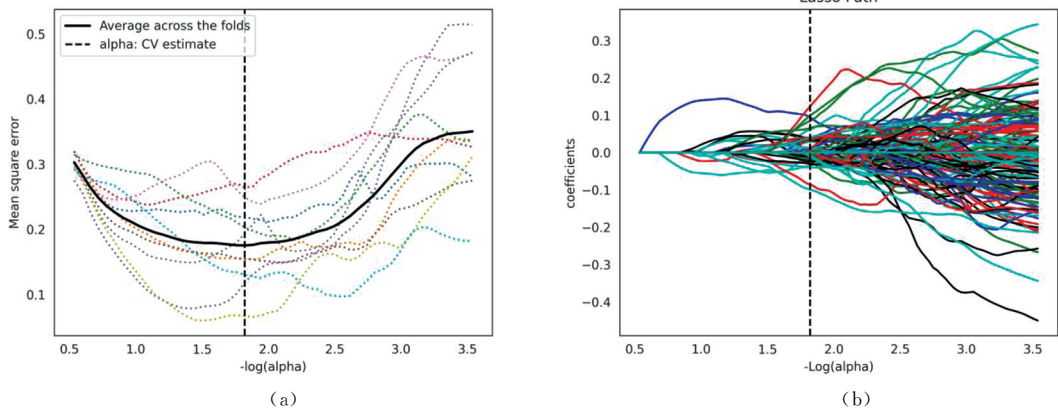 Average across the folds
alpha: CV estimate
0.5
0.4
0.3
0.2
0.1
Mean square error
0.5 1.0 1.5 2.0 2.5 3.0 3.5
-log(alpha)
(a)
Lasso Path
0.3
0.2
0.1
0.0
−0.1
−0.2
−0.3
−0.4
coefficients
0.5 1.0 1.5 2.0 2.5 3.0 3.5
-Log(alpha)
(b)